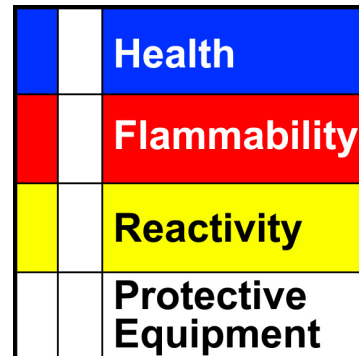 Health
Flammability
Reactivity
Protective
Equipment